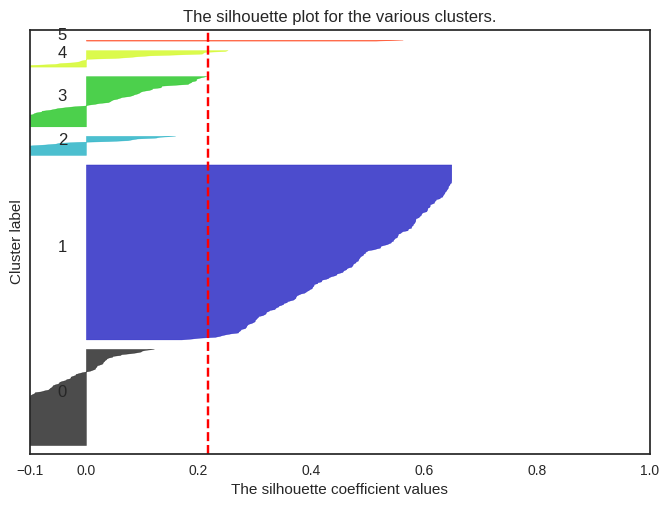 The silhouette plot for the various clusters.
5
4
3
2
1
0
Cluster label
−0.1 0.0 0.2 0.4 0.6 0.8 1.0
The silhouette coefficient values